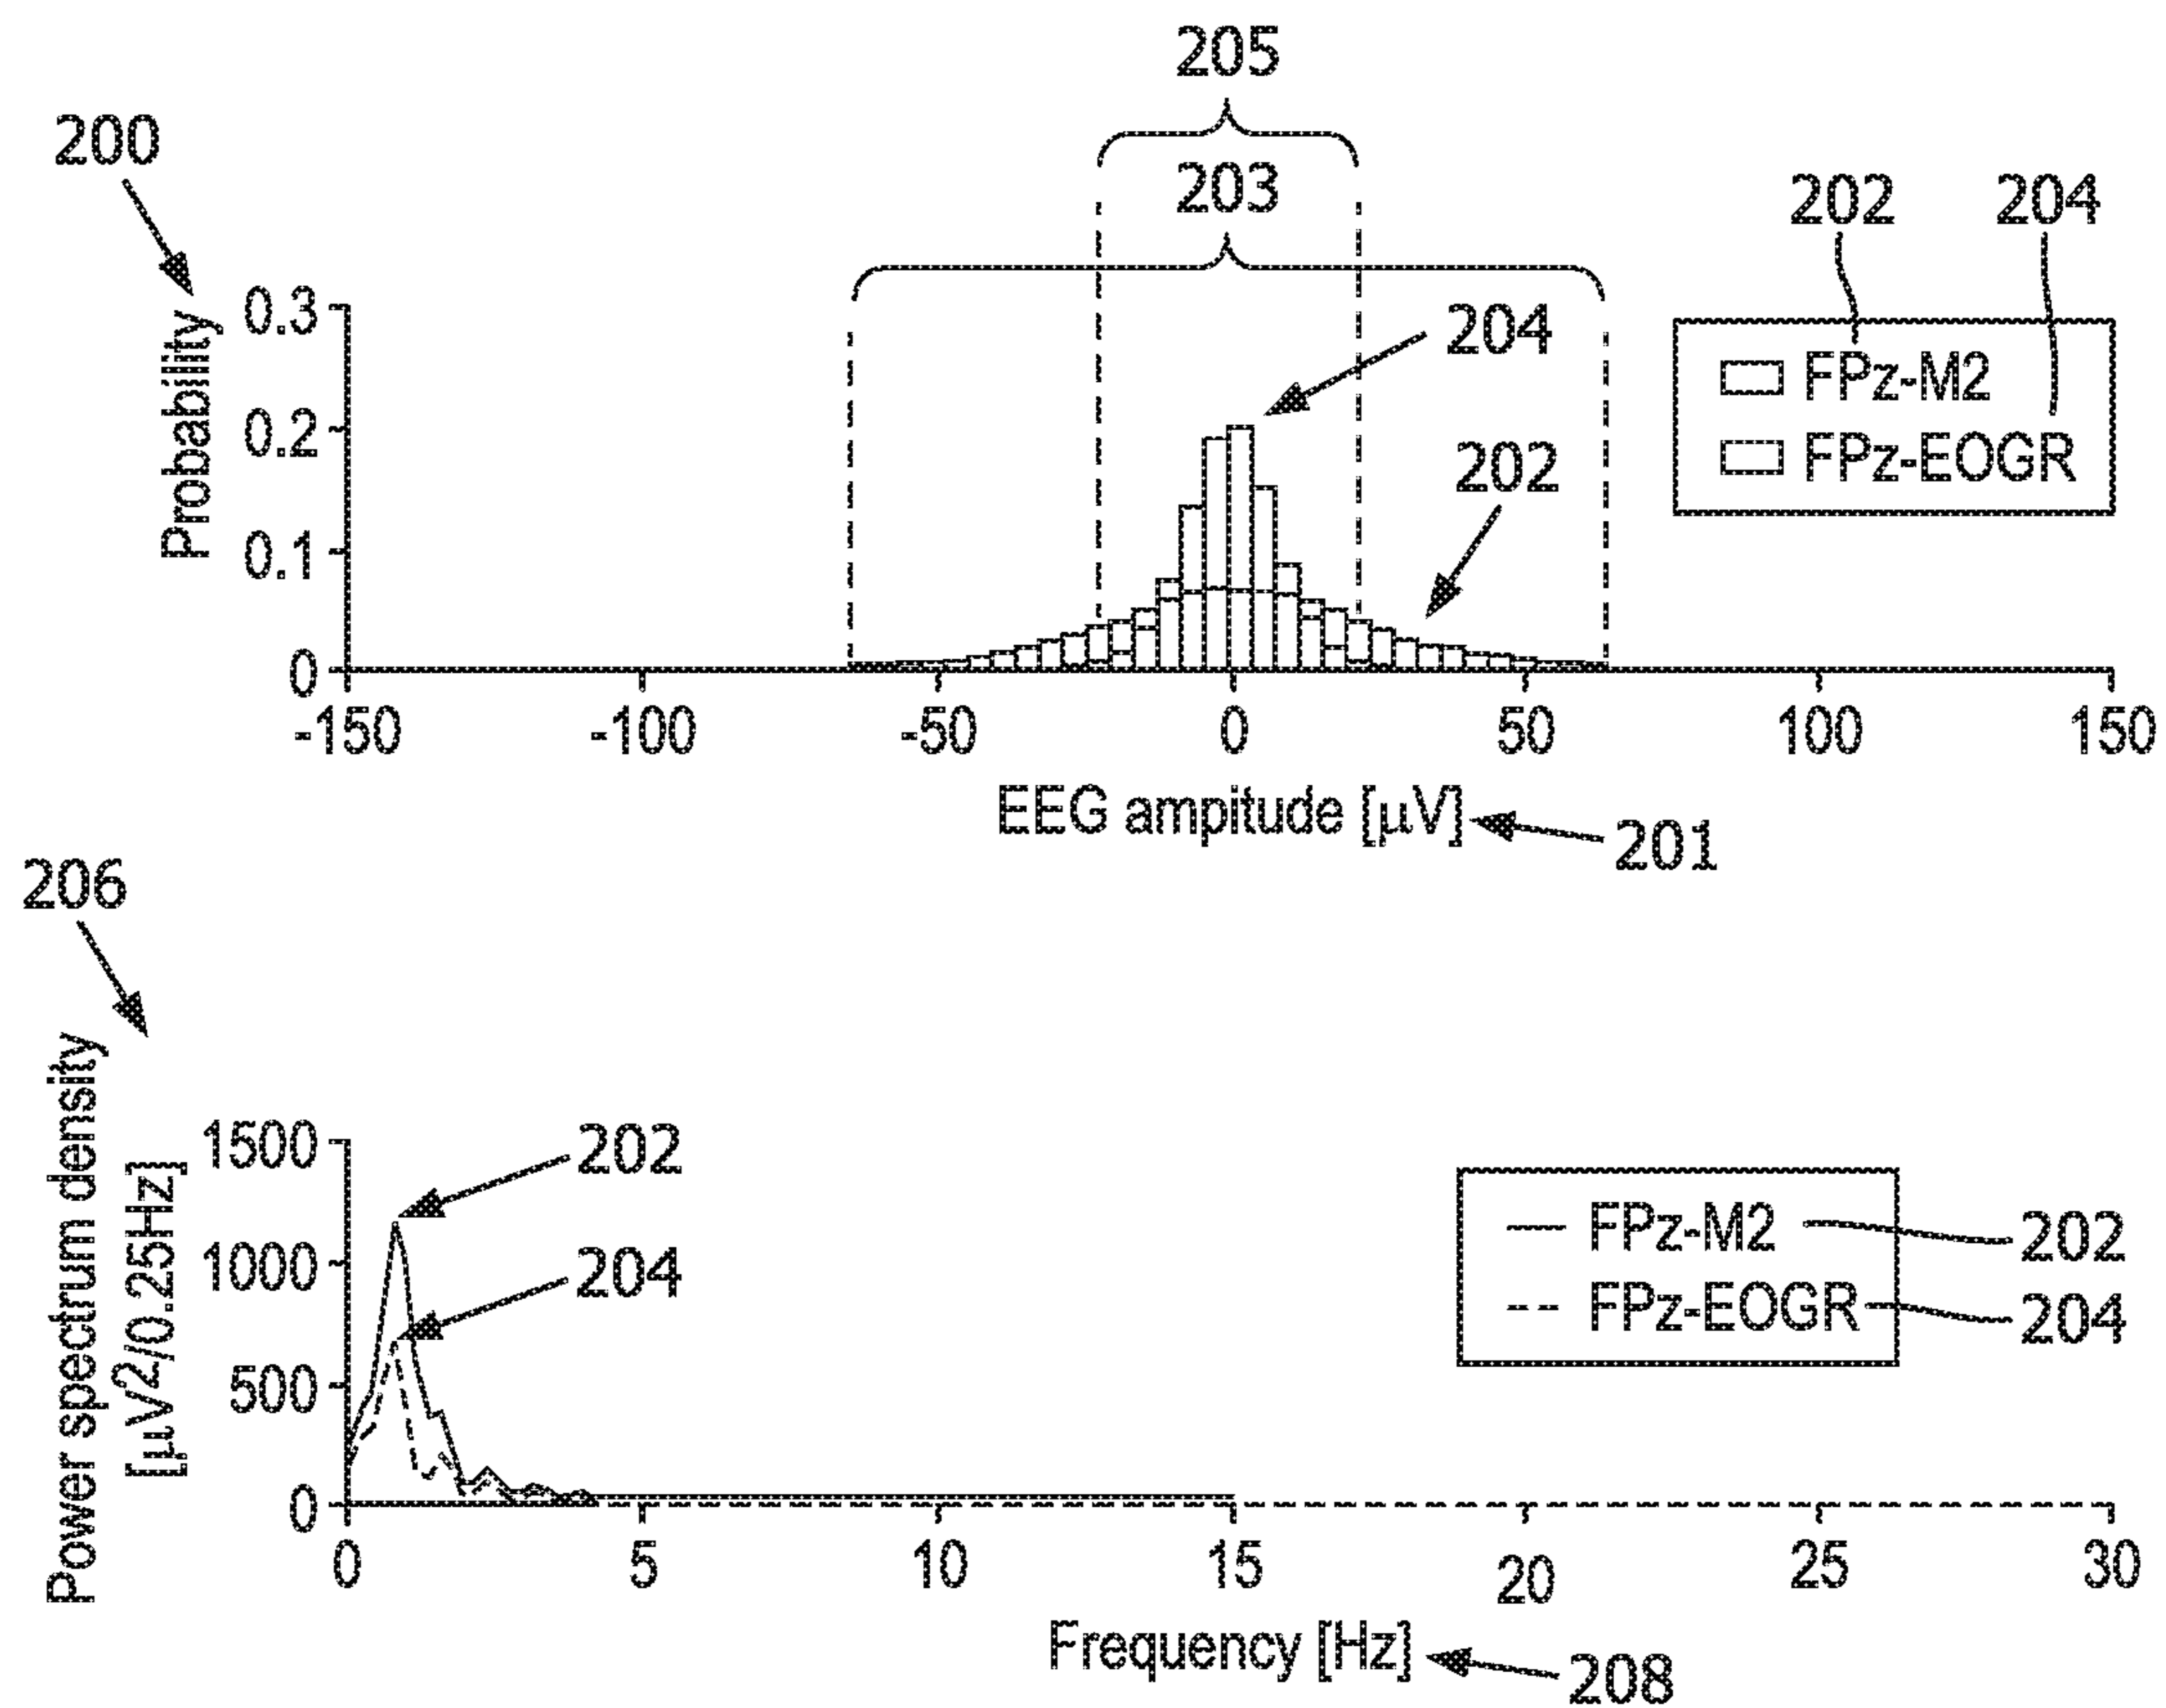 205
200
203
202 204
0.3
204
FPz-M2
0.2
FPz-EOGR
202
0.1
0
Probability
-150 -100 -50 0 50 100 150
EEG ampitude [µV]
201
206
1500
202
1000
204
500
0
Power spectrum density
[µV2/0.25Hz]
FPz-M2 202
FPz-EOGR 204
0 5 10 15 20 25 30
Frequency [Hz]
208